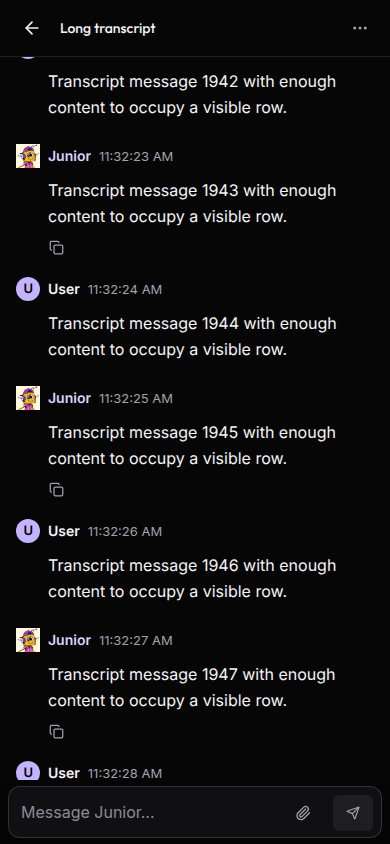 Long transcript
Transcript message 1942 with enough
content to occupy a visible row.
Junior 11:32:23 AM
Transcript message 1943 with enough
content to occupy a visible row.
U User 11:32:24 AM
Transcript message 1944 with enough
content to occupy a visible row.
Junior 11:32:25 AM
Transcript message 1945 with enough
content to occupy a visible row.
U User 11:32:26 AM
Transcript message 1946 with enough
content to occupy a visible row.
Junior 11:32:27 AM
Transcript message 1947 with enough
content to occupy a visible row.
U User 11:32:28 AM
Message Junior...